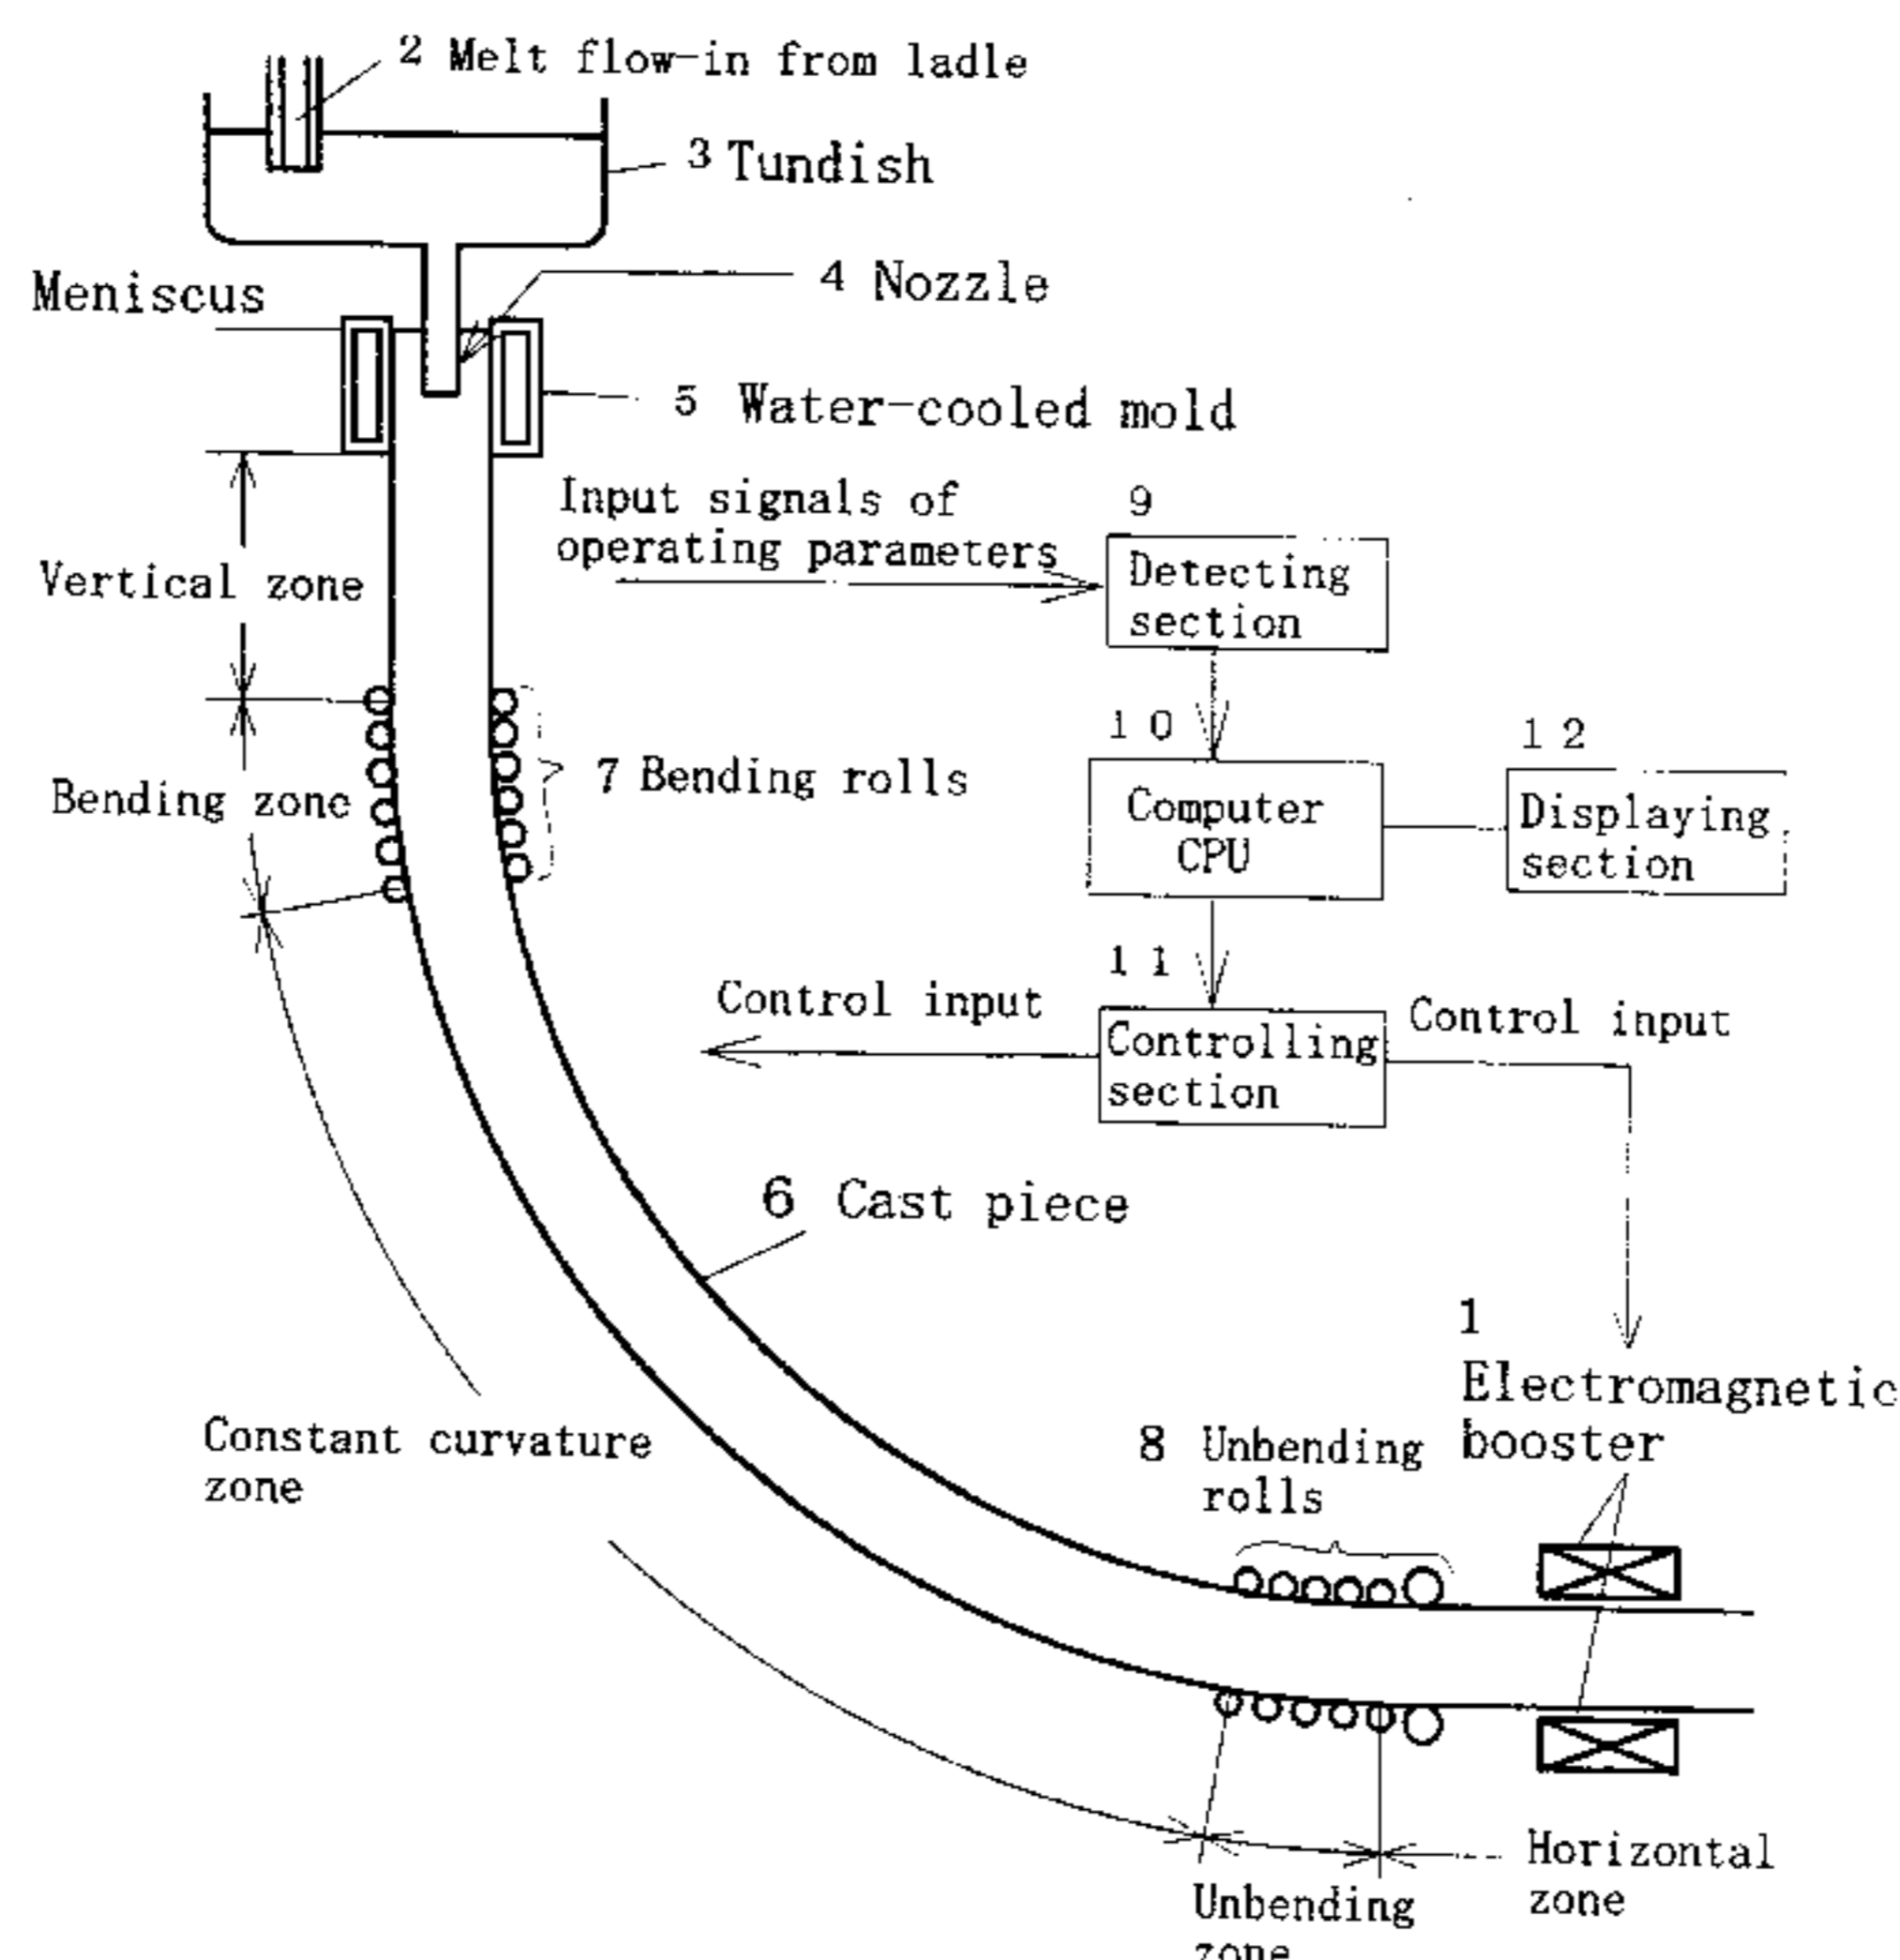 2 Melt flow-in from ladle
3 Tundish
Meniscus
4 Nozzle
5 Water-cooled mold
Input signals of
operating parameters
9
Detecting
section
Vertical zone
10
12
Bending zone
7 Bending rolls
Computer
CPU
Displaying
section
11
Control input
Controlling
section
Control input
6 Cast piece
1
Electromagnetic
booster
Constant curvature
zone
8 Unbending
rolls
Horizontal
zone
Unbending
zone